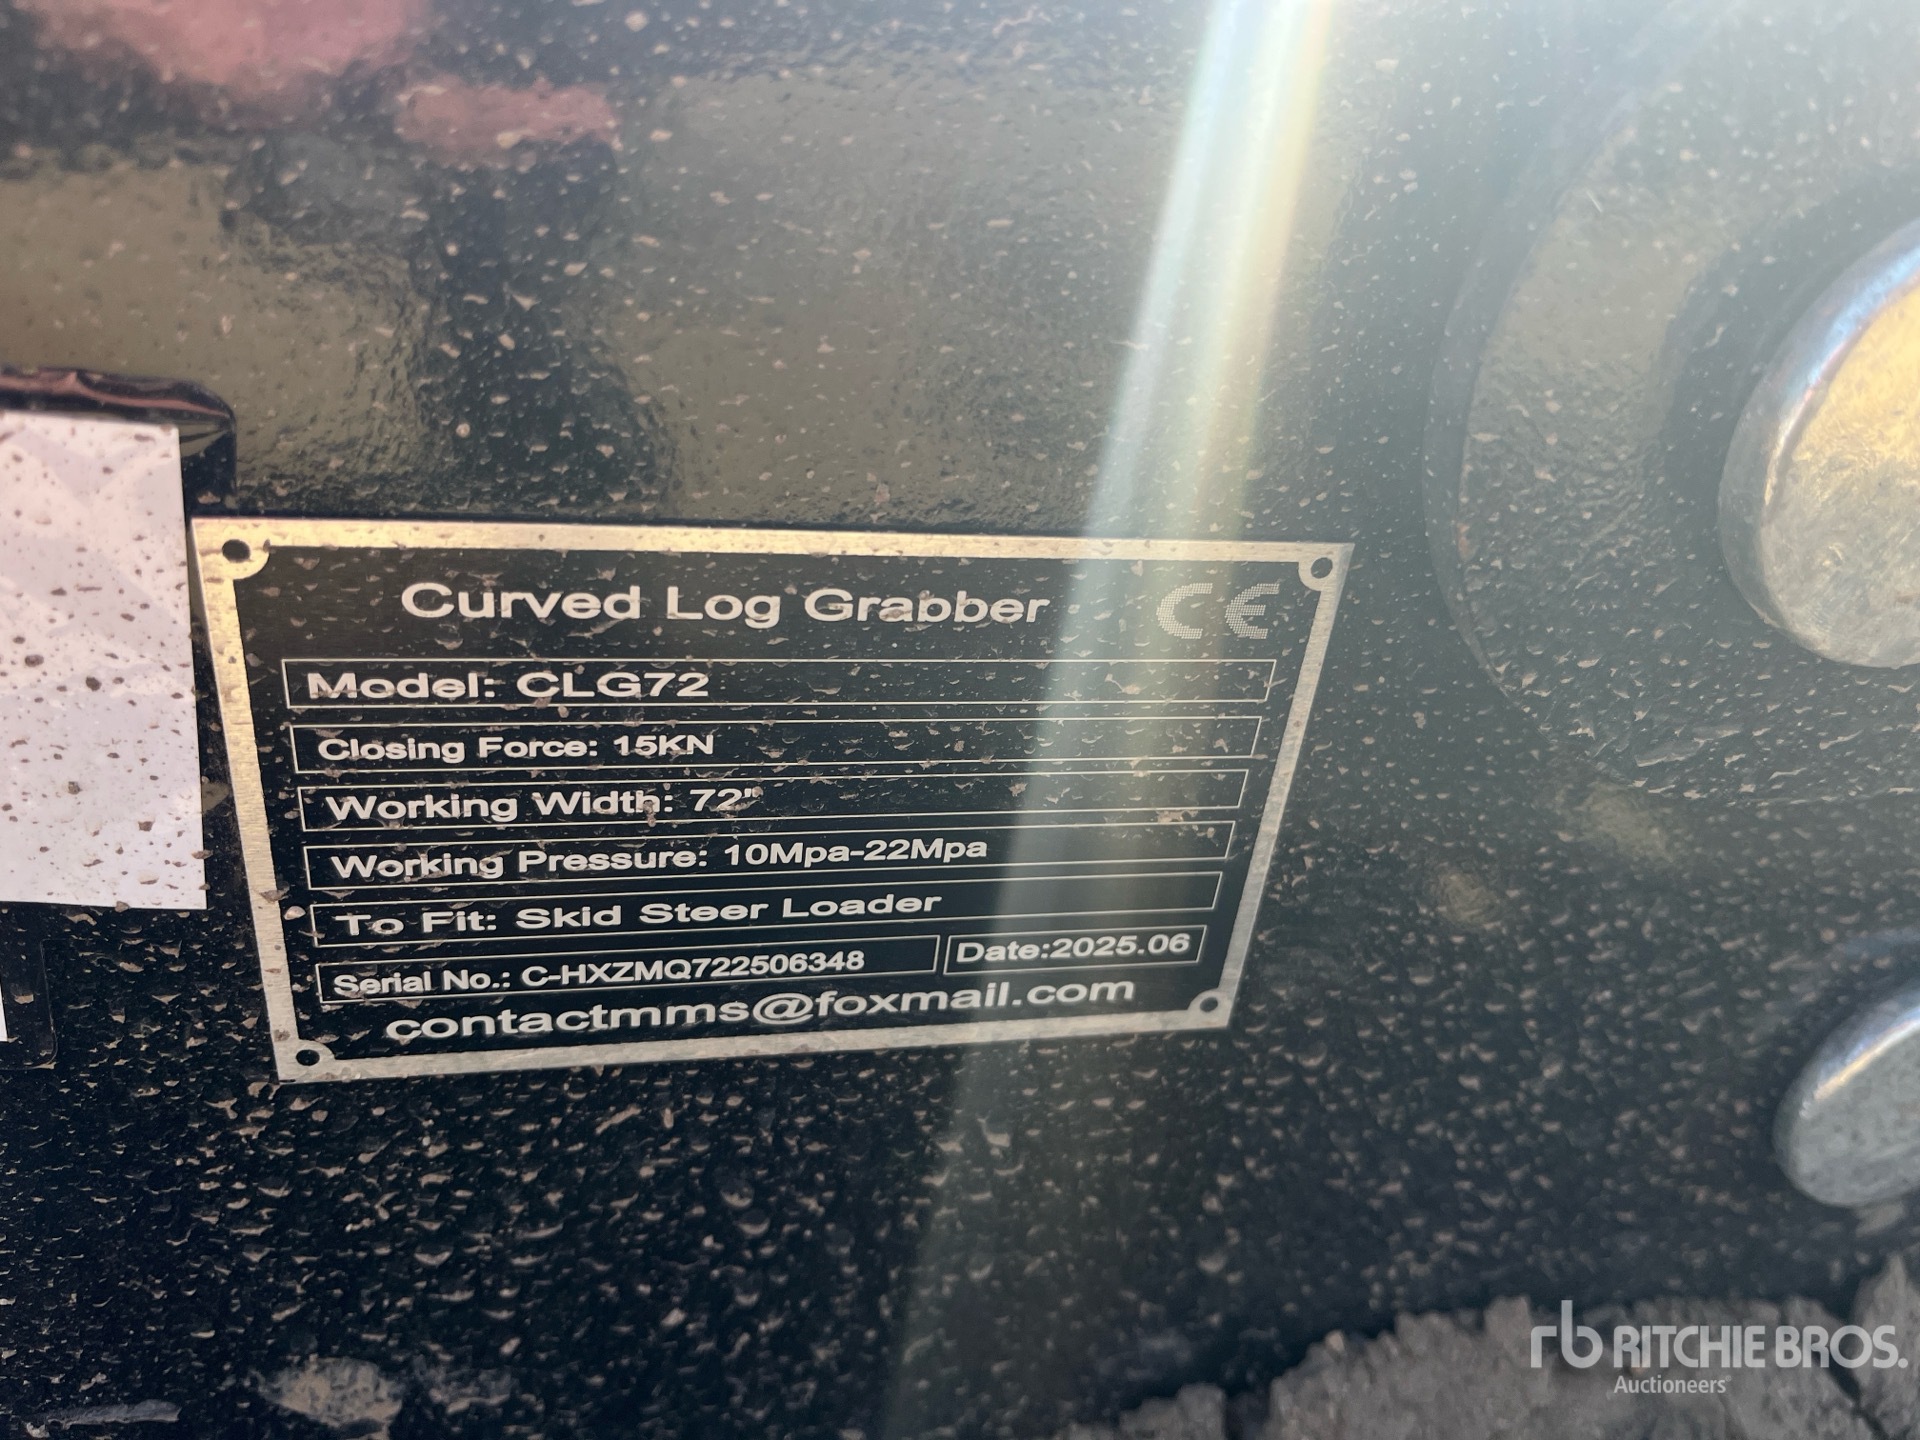 Curved Log Grabber CE
Model: CLG72
Closing Force: 15KN
Working Width: 72"
Working Pressure: 10Mpa-22Mpa
To Fit: Skid Steer Loader
Serial No.: C-HXZMQ722506348 Date:2025.06
contactmms@foxmail.com
rb RITCHIE BROS.
Auctioneers